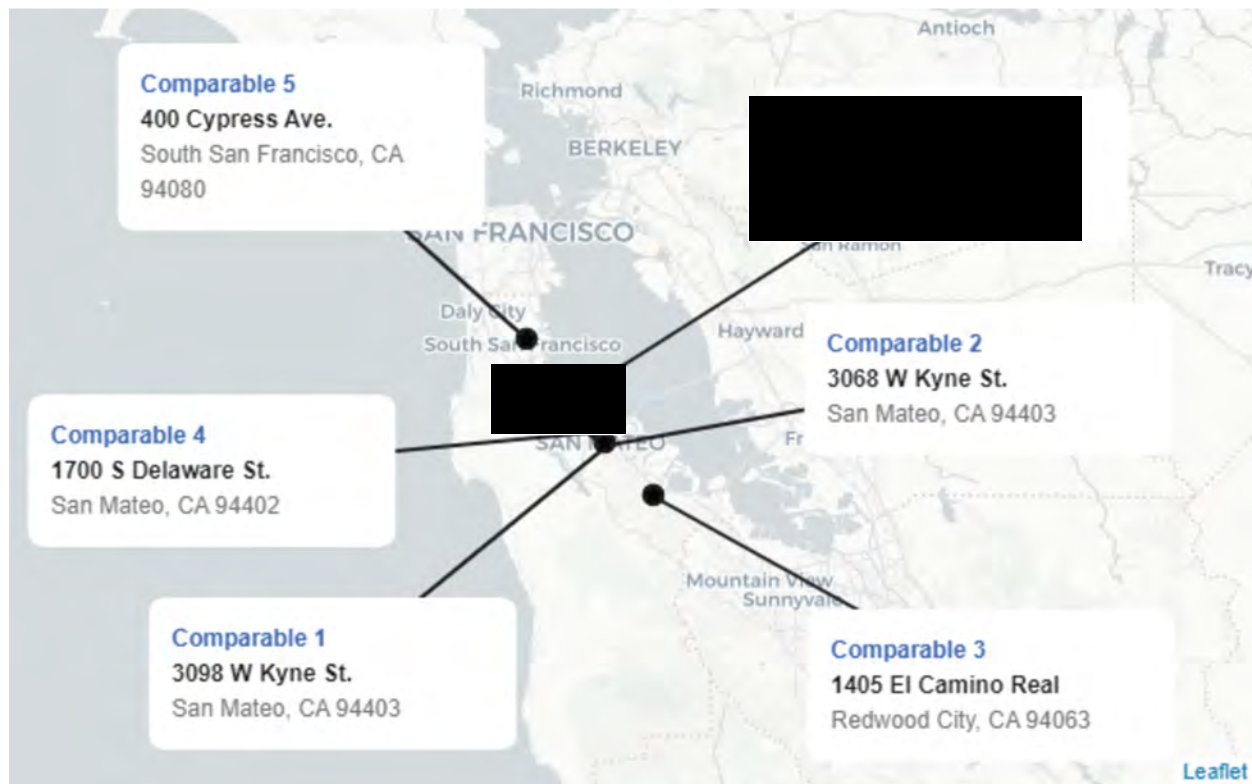 Antioch
Comparable 5
400 Cypress Ave.
South San Francisco, CA
94080
Richmond
BERKELEY
SAN FRANCISCO
San Ramon
Tracy
Daly City
South San Francisco
Hayward
Comparable 2
3068 W Kyne St.
San Mateo, CA 94403
Comparable 4
1700 S Delaware St.
San Mateo, CA 94402
SAN MATEO
Fr
Mountain View
Sunnyvale
Comparable 1
3098 W Kyne St.
San Mateo, CA 94403
Comparable 3
1405 El Camino Real
Redwood City, CA 94063
Leaflet